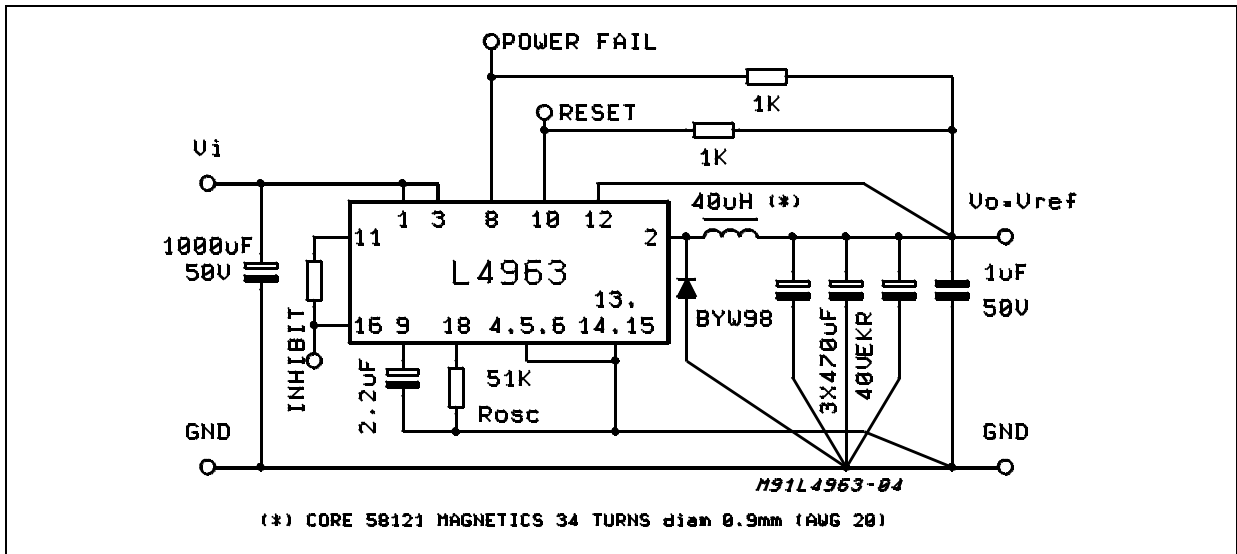 POWER FAIL
1K
RESET
1K
Vi
40uH (*)
Vo=Vref
1 3 8 10 12
2
11
1000uF
50V
L4963
1uF
50V
13.
BYW98
16 9 18 4.5.6 14.15
INHIBIT
2.2uF
51K
Rosc
3X470uF
40VEKR
GND
GND
M91L4963-04
(*) CORE 58121 MAGNETICS 34 TURNS diam 0.9mm (AWG 20)